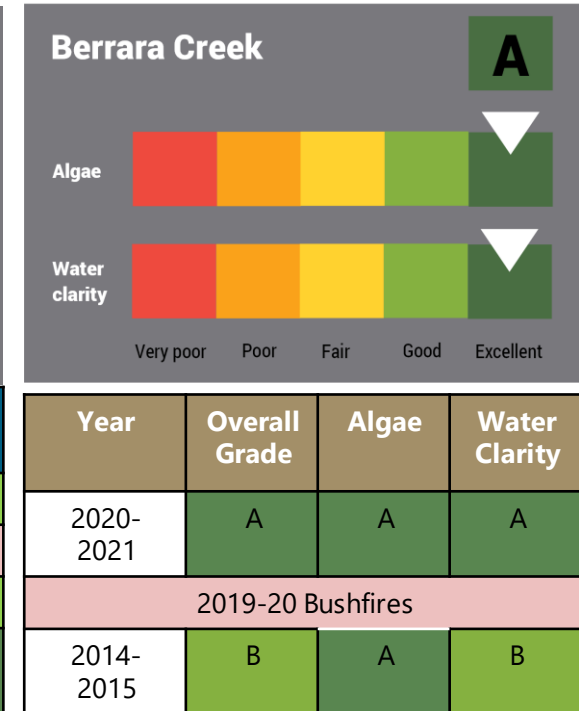 Berrara Creek
A
Algae
Water
clarity
Very poor Poor Fair Good Excellent
Year Overall Grade Algae Water Clarity
2020-2021 A A A
2019-20 Bushfires
2014-2015 B A B